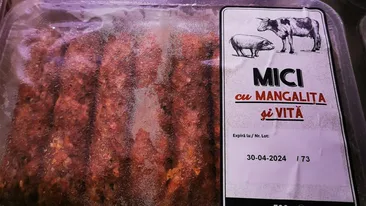 MICI
cu MANGALIȚA
și VITĂ
Expiră la / Nr. Lot:
30-04-2024 / 73